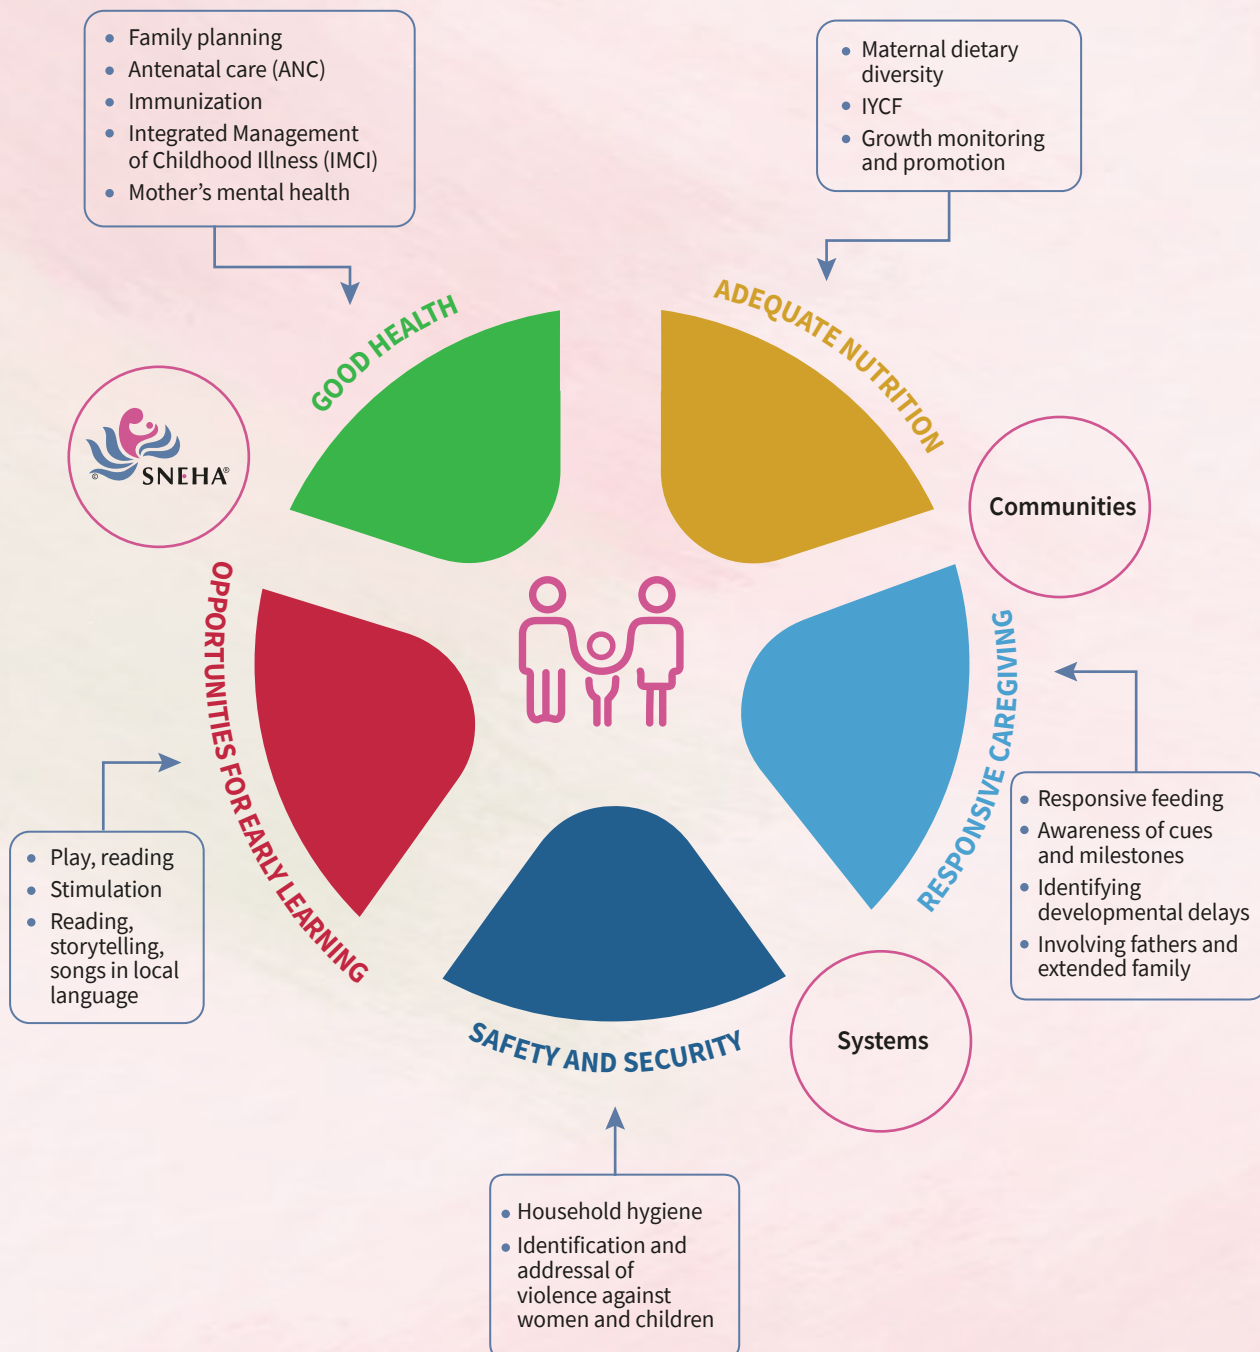 Family planning
Antenatal care (ANC)
Immunization
Integrated Management
of Childhood Illness (IMCI)
Mother's mental health
Maternal dietary
diversity
IYCF
Growth monitoring
and promotion
GOOD HEALTH
ADEQUATE NUTRITION
© SNEHA®
Communities
OPPORTUNITIES FOR EARLY LEARNING
RESPONSIVE CAREGIVING
Play, reading
Stimulation
Reading,
storytelling,
songs in local
language
Responsive feeding
Awareness of cues
and milestones
Identifying
developmental delays
Involving fathers and
extended family
SAFETY AND SECURITY
Systems
Household hygiene
Identification and
addressal of
violence against
women and children